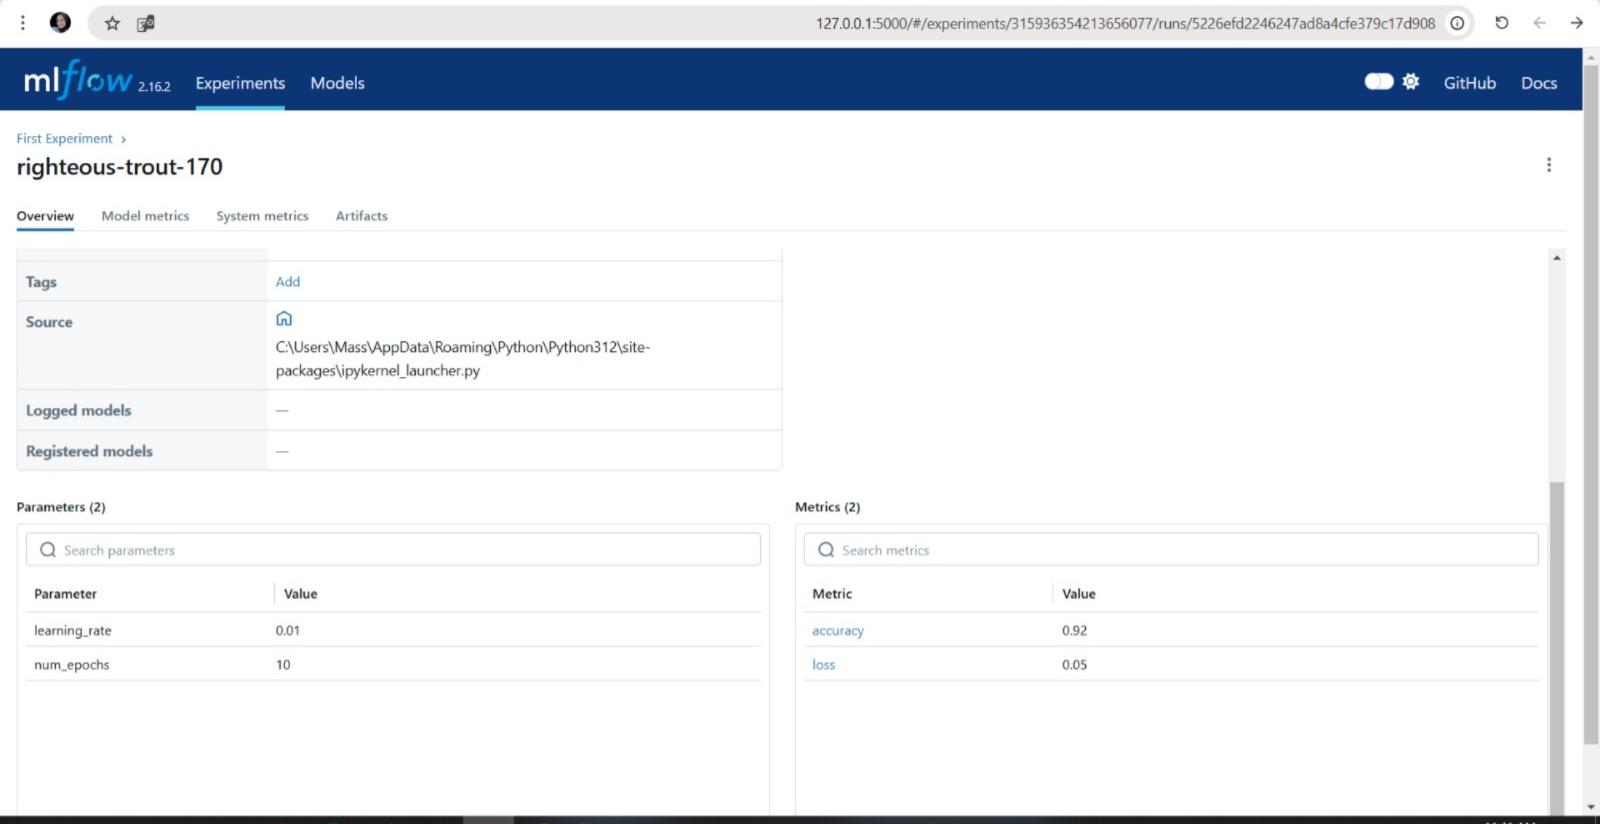 127.0.0.1:5000/#/experiments/315936354213656077/runs/5226efd2246247ad8a4cfe379c17d908
mlflow 2.16.2 Experiments Models GitHub Docs
First Experiment ›
righteous-trout-170
Overview Model metrics System metrics Artifacts
Tags Add
Source
C:\Users\Mass\AppData\Roaming\Python\Python312\site-
packages\ipykernel_launcher.py
Logged models —
Registered models —
Parameters (2) Metrics (2)
Search parameters Search metrics
Parameter Value Metric Value
learning_rate 0.01 accuracy 0.92
num_epochs 10 loss 0.05